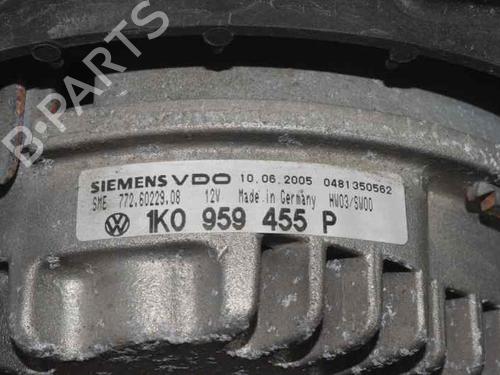 B-PARTS
SIEMENS VDO 10.06.2005 0481350562
SME 772.60229.08 12V Made in Germany HW03/SW00
1K0 959 455 P